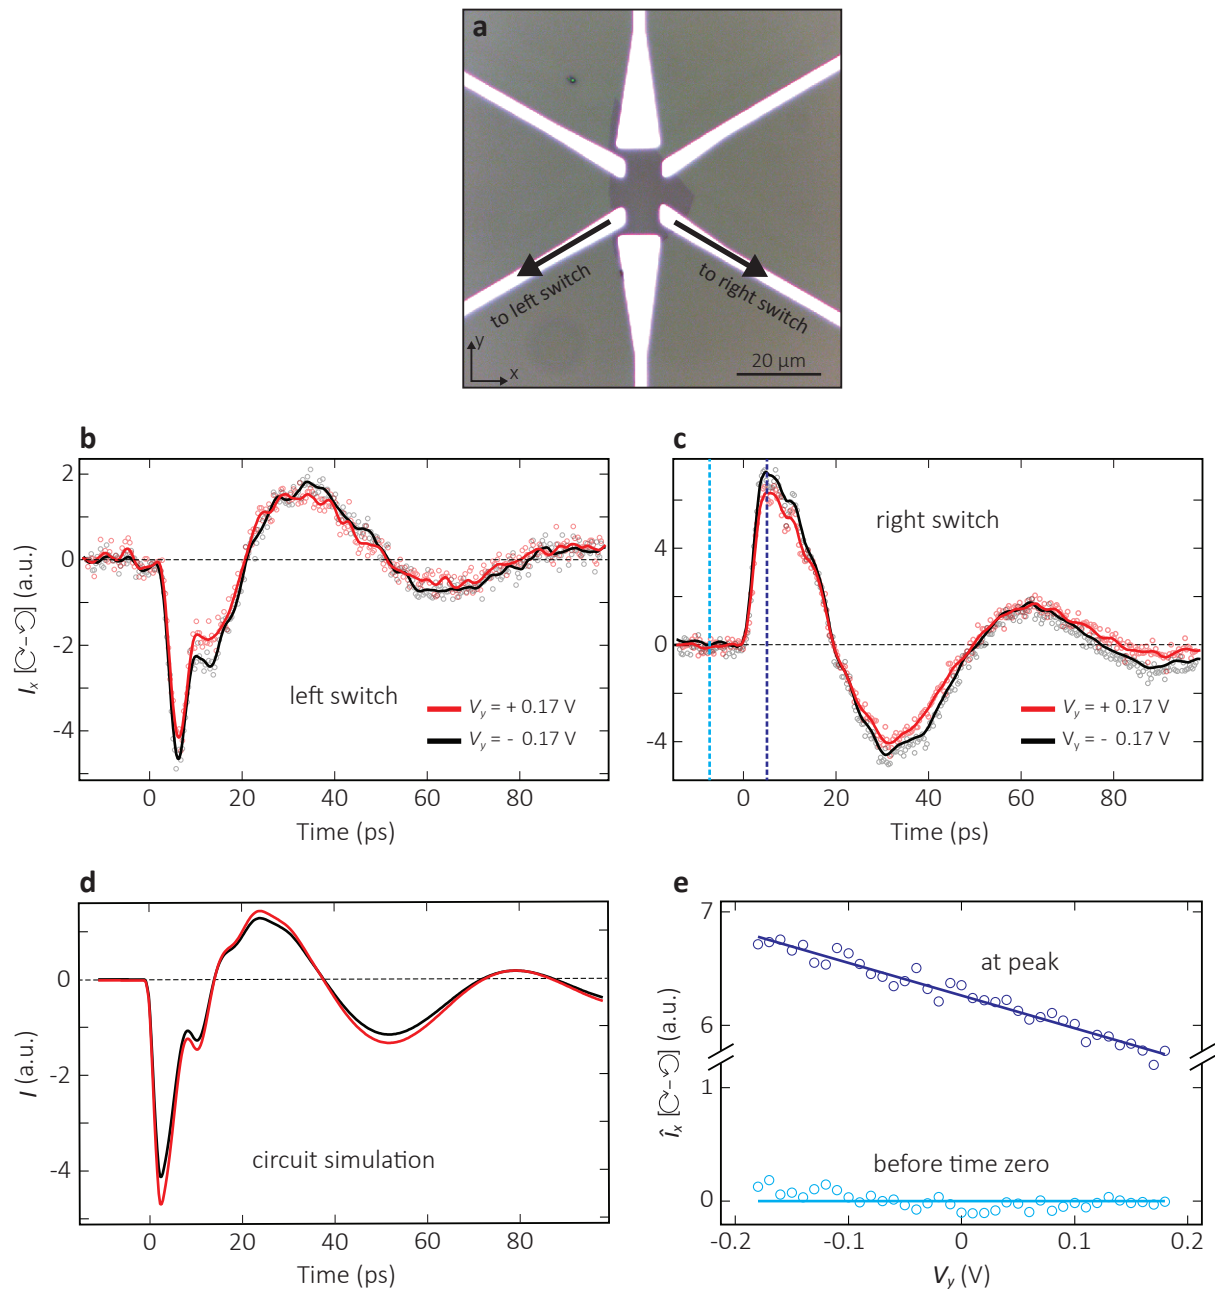 a
to left switch
to right switch
y
x
20 µm
b
2
0
-2
-4
I_x [↻-↺] (a.u.)
left switch
V_y = + 0.17 V
V_y = - 0.17 V
0
20
40
60
80
Time (ps)
c
4
0
-4
right switch
V_y = + 0.17 V
V_y = - 0.17 V
0
20
40
60
80
Time (ps)
d
0
-2
-4
I (a.u.)
circuit simulation
0
20
40
60
80
Time (ps)
e
7
6
1
0
Î_x [↻-↺] (a.u.)
at peak
before time zero
-0.2
-0.1
0
0.1
0.2
V_y (V)